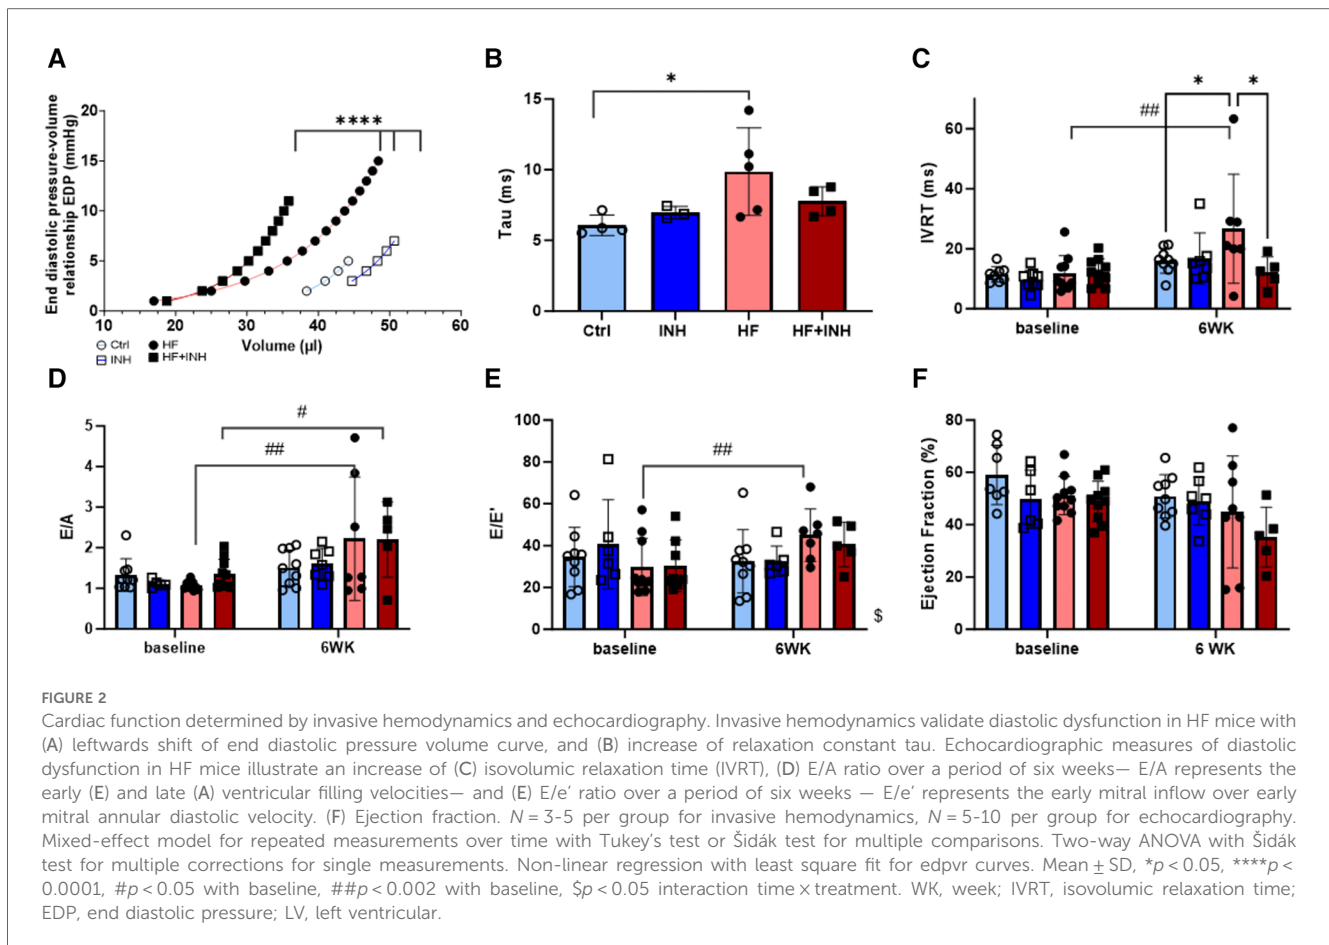 A
End diastolic pressure-volume
relationship EDP (mmHg)
20
15
10
5
0
****
10 20 30 40 50 60
Volume (µl)
Ctrl HF
INH HF+INH
B
Tau (ms)
15
10
5
0
*
Ctrl INH HF HF+INH
C
IVRT (ms)
60
40
20
0
* *
##
baseline 6WK
D
E/A
5
4
3
2
1
0
#
##
baseline 6WK
E
E/E'
100
80
60
40
20
0
##
$
baseline 6WK
F
Ejection Fraction (%)
80
60
40
20
0
baseline 6 WK
FIGURE 2
Cardiac function determined by invasive hemodynamics and echocardiography. Invasive hemodynamics validate diastolic dysfunction in HF mice with
(A) leftwards shift of end diastolic pressure volume curve, and (B) increase of relaxation constant tau. Echocardiographic measures of diastolic
dysfunction in HF mice illustrate an increase of (C) isovolumic relaxation time (IVRT), (D) E/A ratio over a period of six weeks— E/A represents the
early (E) and late (A) ventricular filling velocities— and (E) E/e′ ratio over a period of six weeks — E/e′ represents the early mitral inflow over early
mitral annular diastolic velocity. (F) Ejection fraction. N = 3-5 per group for invasive hemodynamics, N = 5-10 per group for echocardiography.
Mixed-effect model for repeated measurements over time with Tukey's test or Šidák test for multiple comparisons. Two-way ANOVA with Šidák
test for multiple corrections for single measurements. Non-linear regression with least square fit for edpvr curves. Mean ± SD, *p < 0.05, ****p <
0.0001, #p < 0.05 with baseline, ##p < 0.002 with baseline, $p < 0.05 interaction time × treatment. WK, week; IVRT, isovolumic relaxation time;
EDP, end diastolic pressure; LV, left ventricular.